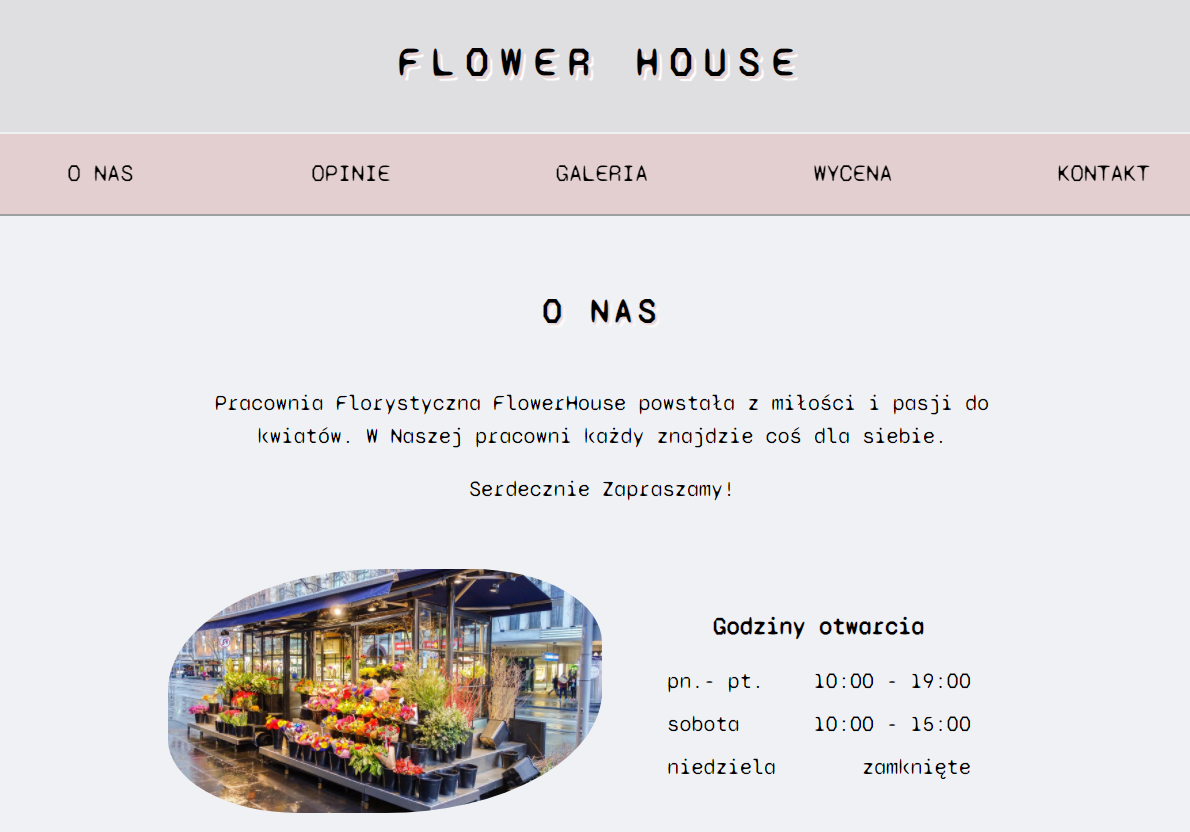 FLOWER HOUSE
O NAS OPINIE GALERIA WYCENA KONTAKT
O NAS
Pracownia Florystyczna FlowerHouse powstała z miłości i pasji do
kwiatów. W Naszej pracowni każdy znajdzie coś dla siebie.
Serdecznie Zapraszamy!
Godziny otwarcia
pn.- pt. 10:00 - 19:00
sobota 10:00 - 15:00
niedziela zamknięte